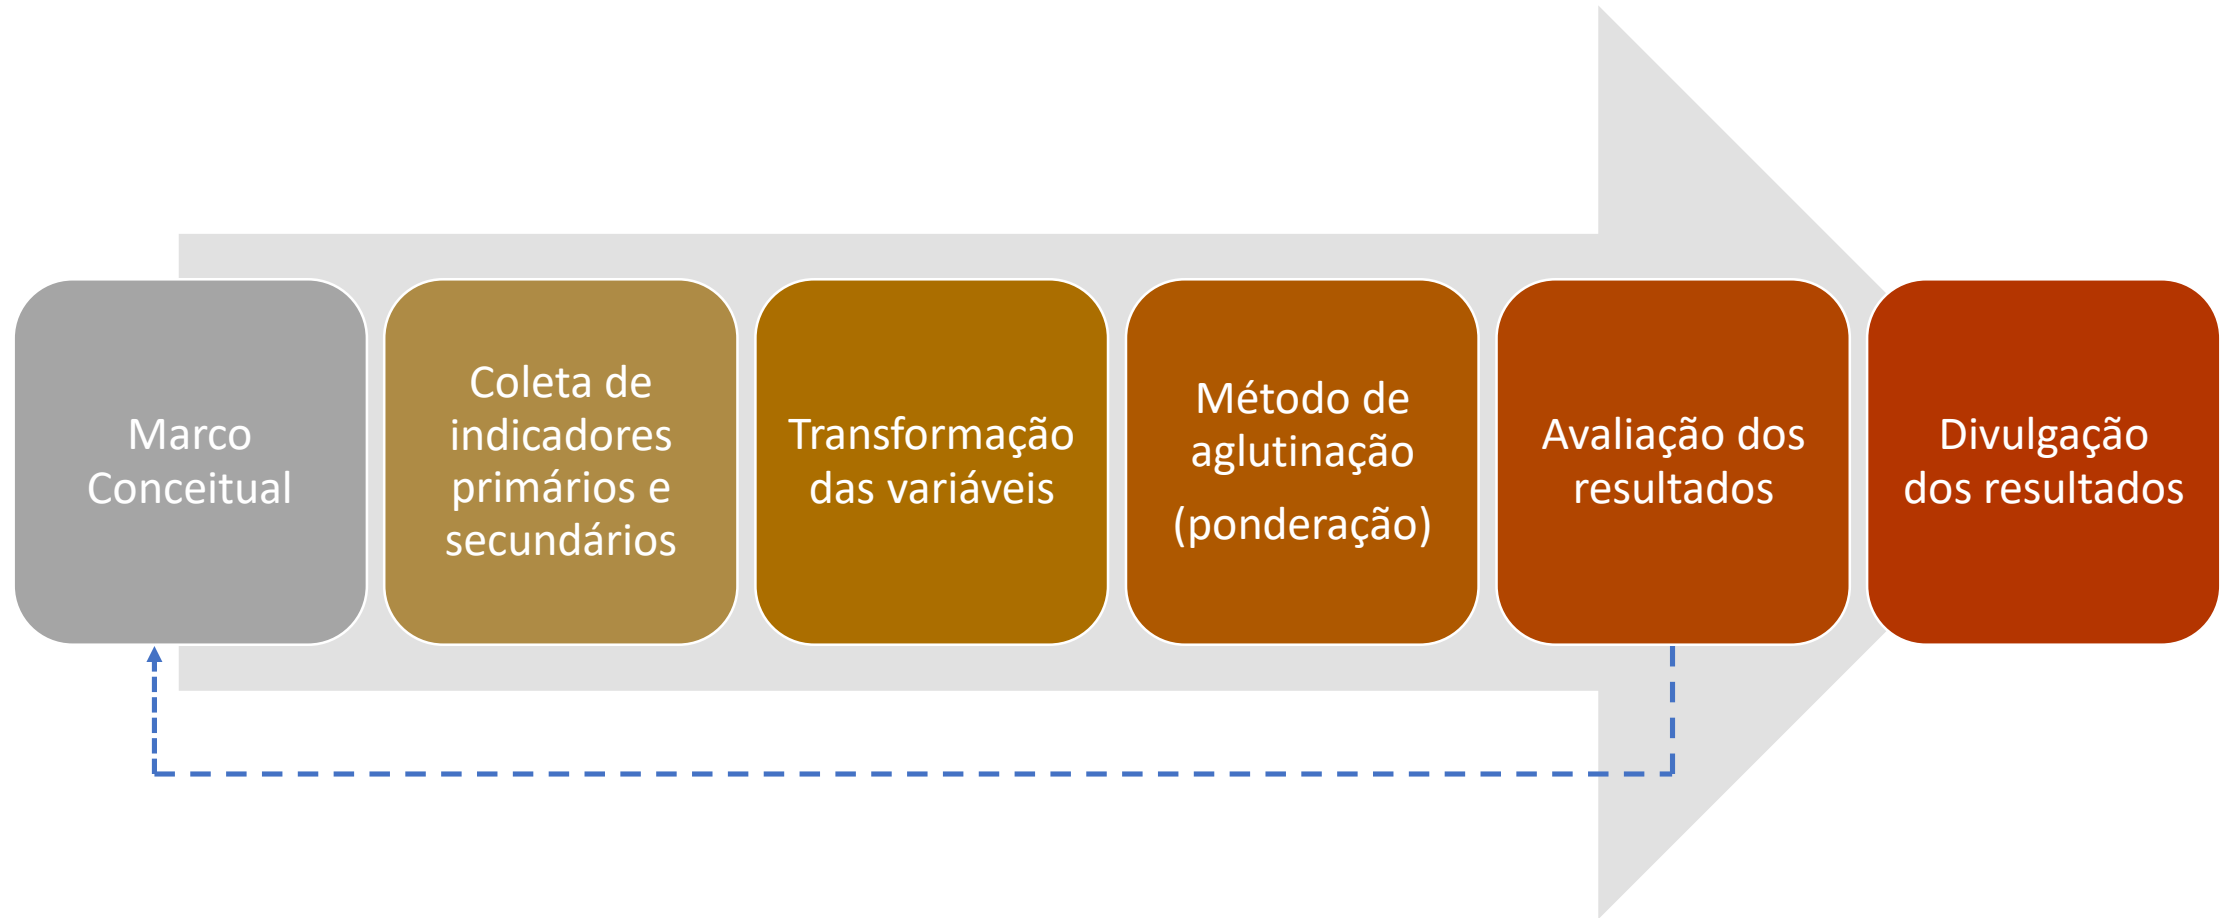 Marco
Conceitual
Coleta de
indicadores
primários e
secundários
Transformação
das variáveis
Método de
aglutinação
(ponderação)
Avaliação dos
resultados
Divulgação
dos resultados